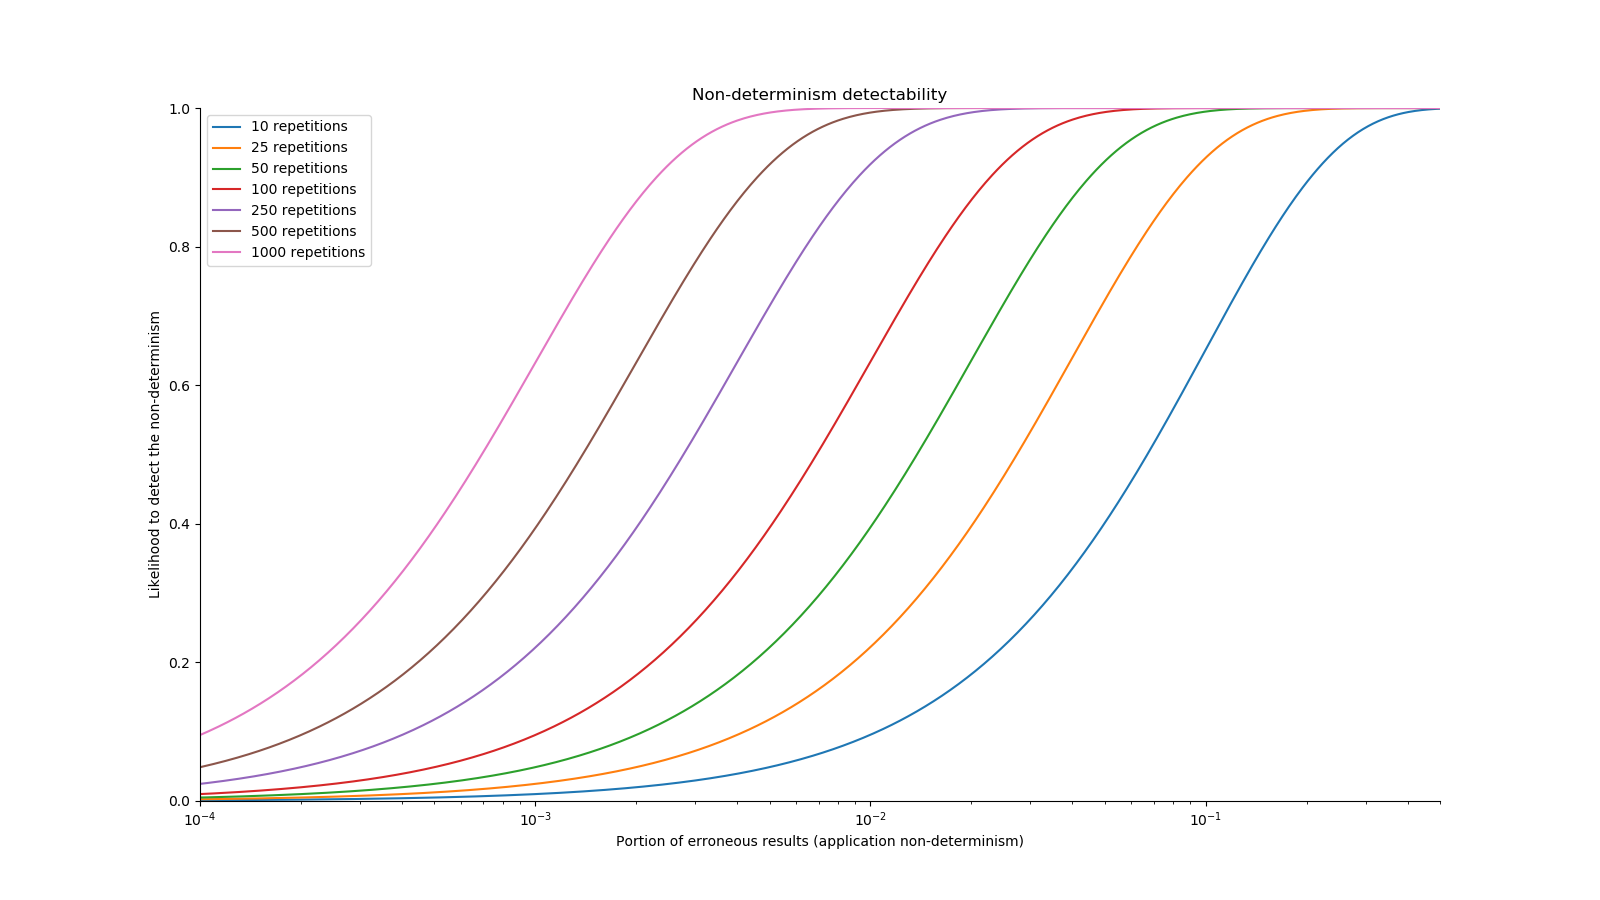 Non-determinism detectability
1.0
0.8
0.6
0.4
0.2
0.0
Likelihood to detect the non-determinism
10 repetitions
25 repetitions
50 repetitions
100 repetitions
250 repetitions
500 repetitions
1000 repetitions
10⁻⁴
10⁻³
10⁻²
10⁻¹
Portion of erroneous results (application non-determinism)